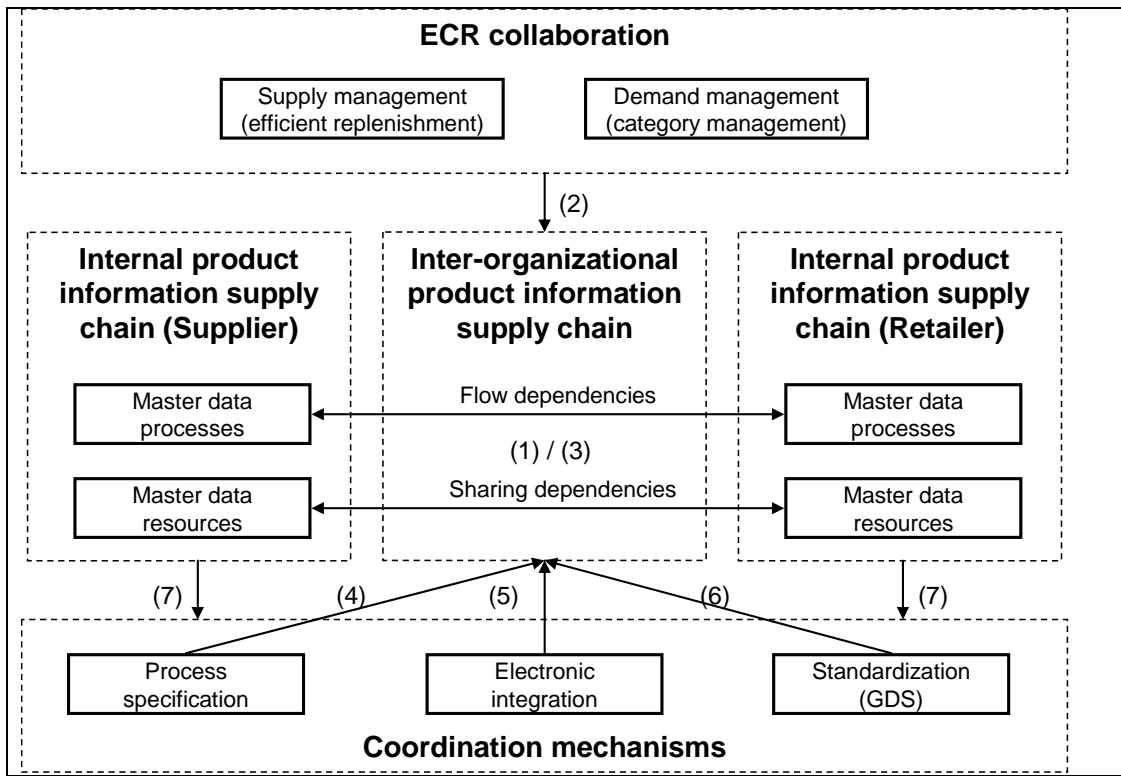 ECR collaboration
Supply management
(efficient replenishment)
Demand management
(category management)
(2)
Internal product
information supply
chain (Supplier)
Inter-organizational
product information
supply chain
Internal product
information supply
chain (Retailer)
Master data
processes
Flow dependencies
Master data
processes
(1) / (3)
Master data
resources
Sharing dependencies
Master data
resources
(7)
(4)
(5)
(6)
(7)
Process
specification
Electronic
integration
Standardization
(GDS)
Coordination mechanisms